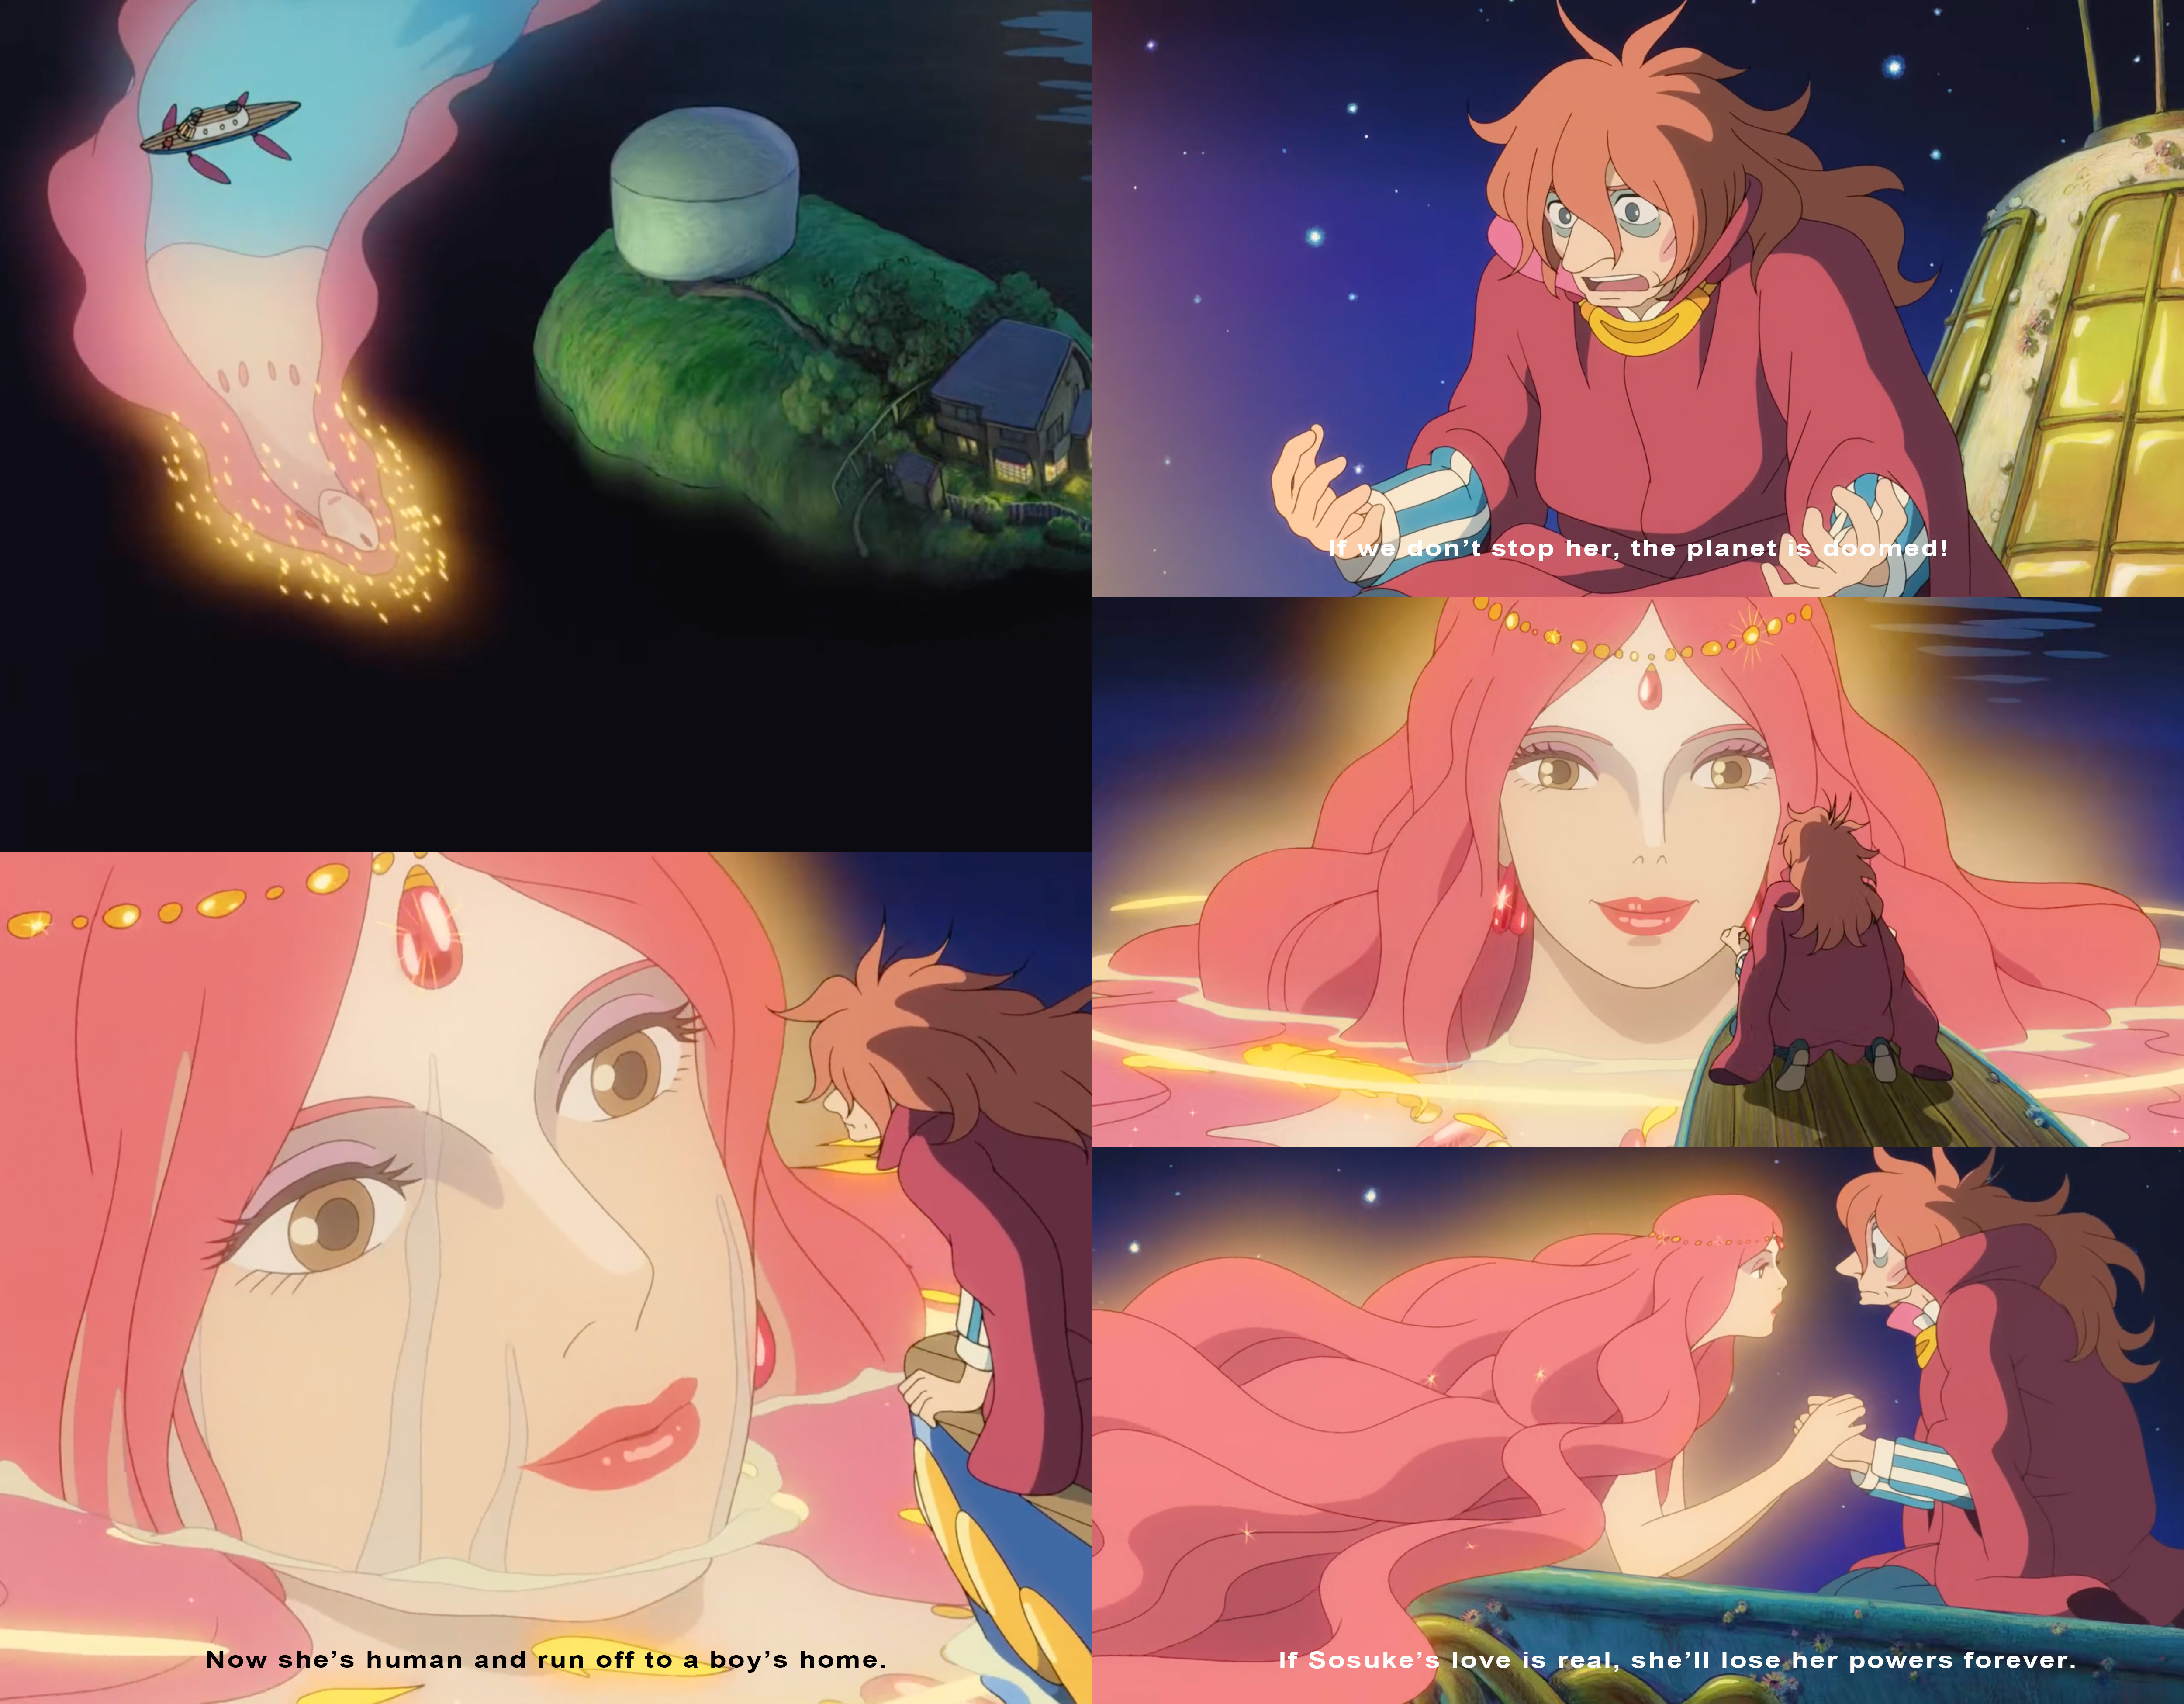 If we don't stop her, the planet is doomed!
Now she's human and run off to a boy's home.
If Sosuke's love is real, she'll lose her powers forever.